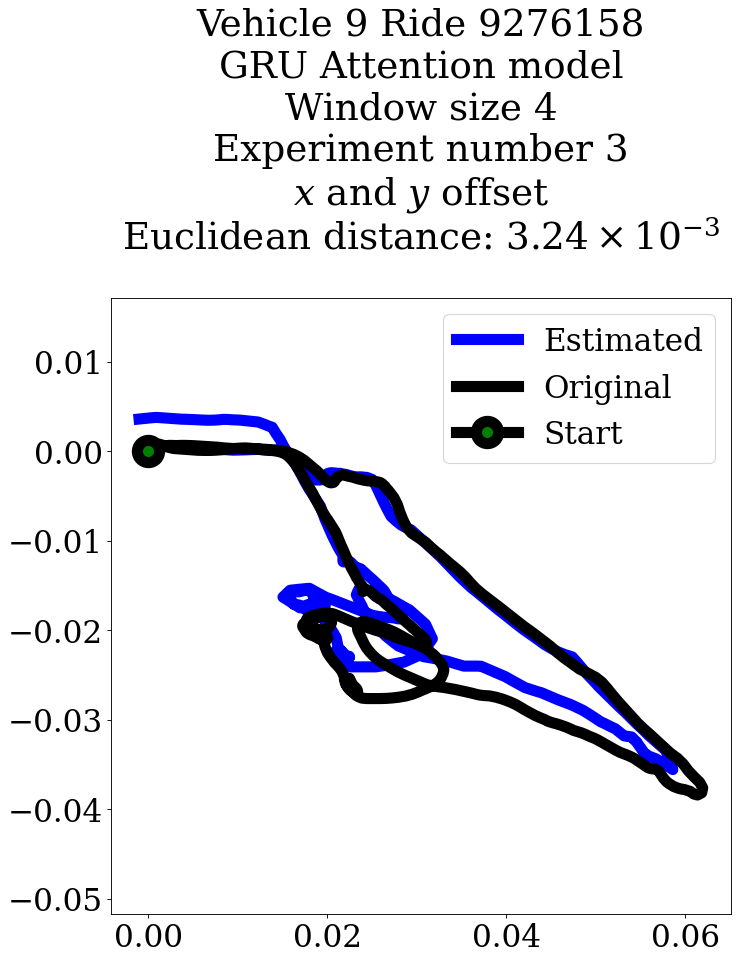 Vehicle 9 Ride 9276158
GRU Attention model
Window size 4
Experiment number 3
x and y offset
Euclidean distance: 3.24 × 10⁻³
Estimated
Original
Start
0.01
0.00
−0.01
−0.02
−0.03
−0.04
−0.05
0.00 0.02 0.04 0.06